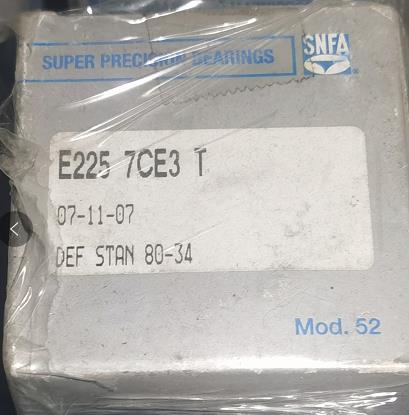 SUPER PRECISION BEARINGS
SNFA
E225 7CE3 T
07-11-07
DEF STAN 80-34
Mod. 52